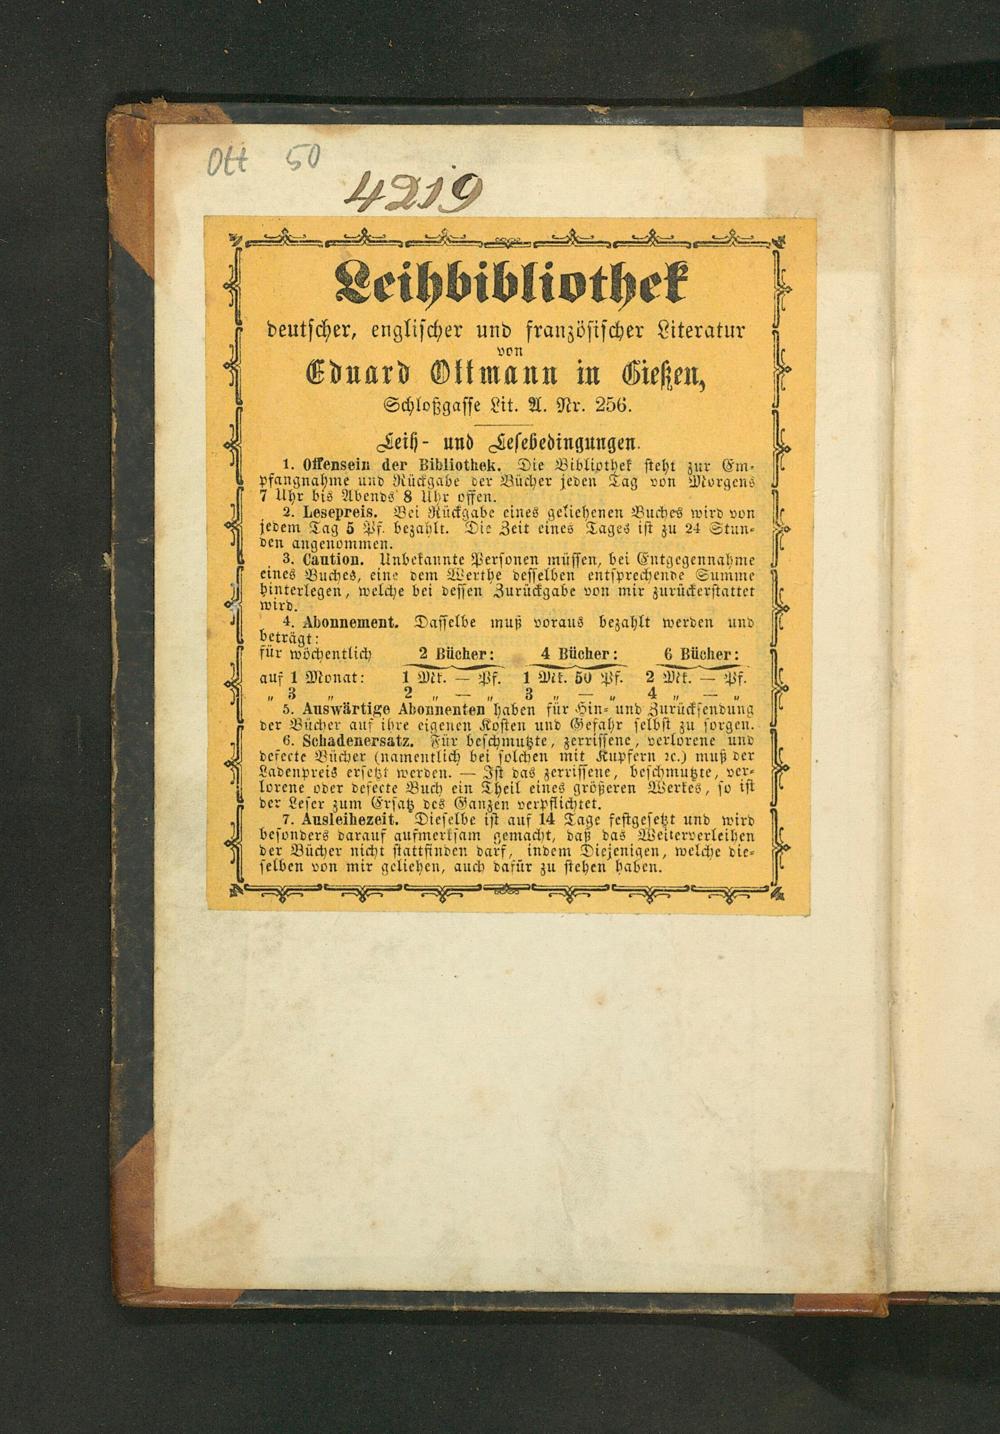 Ott 50
4219
Leihbibliothek
deutscher, englischer und französischer Literatur
von
Eduard Ottmann in Gießen,
Schloßgasse Lit. A. Nr. 256.
Leih- und Lesebedingungen.
1. Offensein der Bibliothek. Die Bibliothek steht zur Em-
pfangnahme und Rückgabe der Bücher jeden Tag von Morgens
7 Uhr bis Abends 8 Uhr offen.
2. Lesepreis. Bei Rückgabe eines geliehenen Buches wird von
jedem Tag 5 Pf. bezahlt. Die Zeit eines Tages ist zu 24 Stun-
den angenommen.
3. Caution. Unbekannte Personen müssen, bei Entgegennahme
eines Buches, eine dem Werthe desselben entsprechende Summe
hinterlegen, welche bei dessen Zurückgabe von mir zurückerstattet
wird.
4. Abonnement. Dasselbe muß voraus bezahlt werden und
beträgt:
für wöchentlich 2 Bücher: 4 Bücher: 6 Bücher:
auf 1 Monat: 1 Mk. — Pf. 1 Mk. 50 Pf. 2 Mk. — Pf.
„ 3 „ 2 „ — „ 3 „ — „ 4 „ — „
5. Auswärtige Abonnenten haben für Hin- und Zurücksendung
der Bücher auf ihre eigenen Kosten und Gefahr selbst zu sorgen.
6. Schadenersatz. Für beschmutzte, zerrissene, verlorene und
defecte Bücher (namentlich bei solchen mit Kupfern ꝛc.) muß der
Ladenpreis ersetzt werden. — Ist das zerrissene, beschmutzte, ver-
lorene oder defecte Buch ein Theil eines größeren Werkes, so ist
der Leser zum Ersatz des Ganzen verpflichtet.
7. Ausleihezeit. Dieselbe ist auf 14 Tage festgesetzt und wird
besonders darauf aufmerksam gemacht, daß das Weiterverleihen
der Bücher nicht stattfinden darf, indem Diejenigen, welche die-
selben von mir geliehen, auch dafür zu stehen haben.